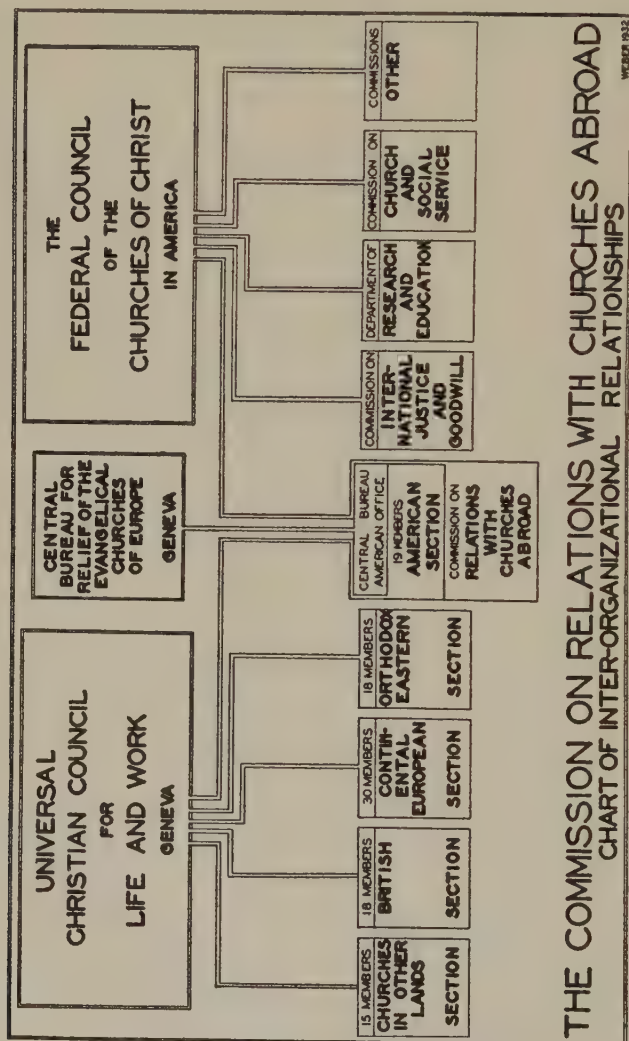 UNIVERSAL
CHRISTIAN COUNCIL
FOR
LIFE AND WORK
GENEVA
CENTRAL
BUREAU FOR
RELIEF OF THE
EVANGELICAL
CHURCHES
OF EUROPE
GENEVA
THE
FEDERAL COUNCIL
OF THE
CHURCHES OF CHRIST
IN AMERICA
15 MEMBERS
CHURCHES
IN OTHER
LANDS
SECTION
18 MEMBERS
BRITISH
SECTION
30 MEMBERS
CONTIN-
ENTAL
EUROPEAN
SECTION
18 MEMBERS
ORTHODOX
EASTERN
SECTION
CENTRAL BUREAU
AMERICAN OFFICE
19 MEMBERS
AMERICAN
SECTION
COMMISSION ON
RELATIONS
WITH
CHURCHES
ABROAD
COMMISSION ON
INTER-
NATIONAL
JUSTICE
AND
GOODWILL
DEPARTMENT OF
RESEARCH
AND
EDUCATION
COMMISSION ON
CHURCH
AND
SOCIAL
SERVICE
COMMISSIONS
OTHER
THE COMMISSION ON RELATIONS WITH CHURCHES ABROAD
CHART OF INTER-ORGANIZATIONAL RELATIONSHIPS
WEBER 1932